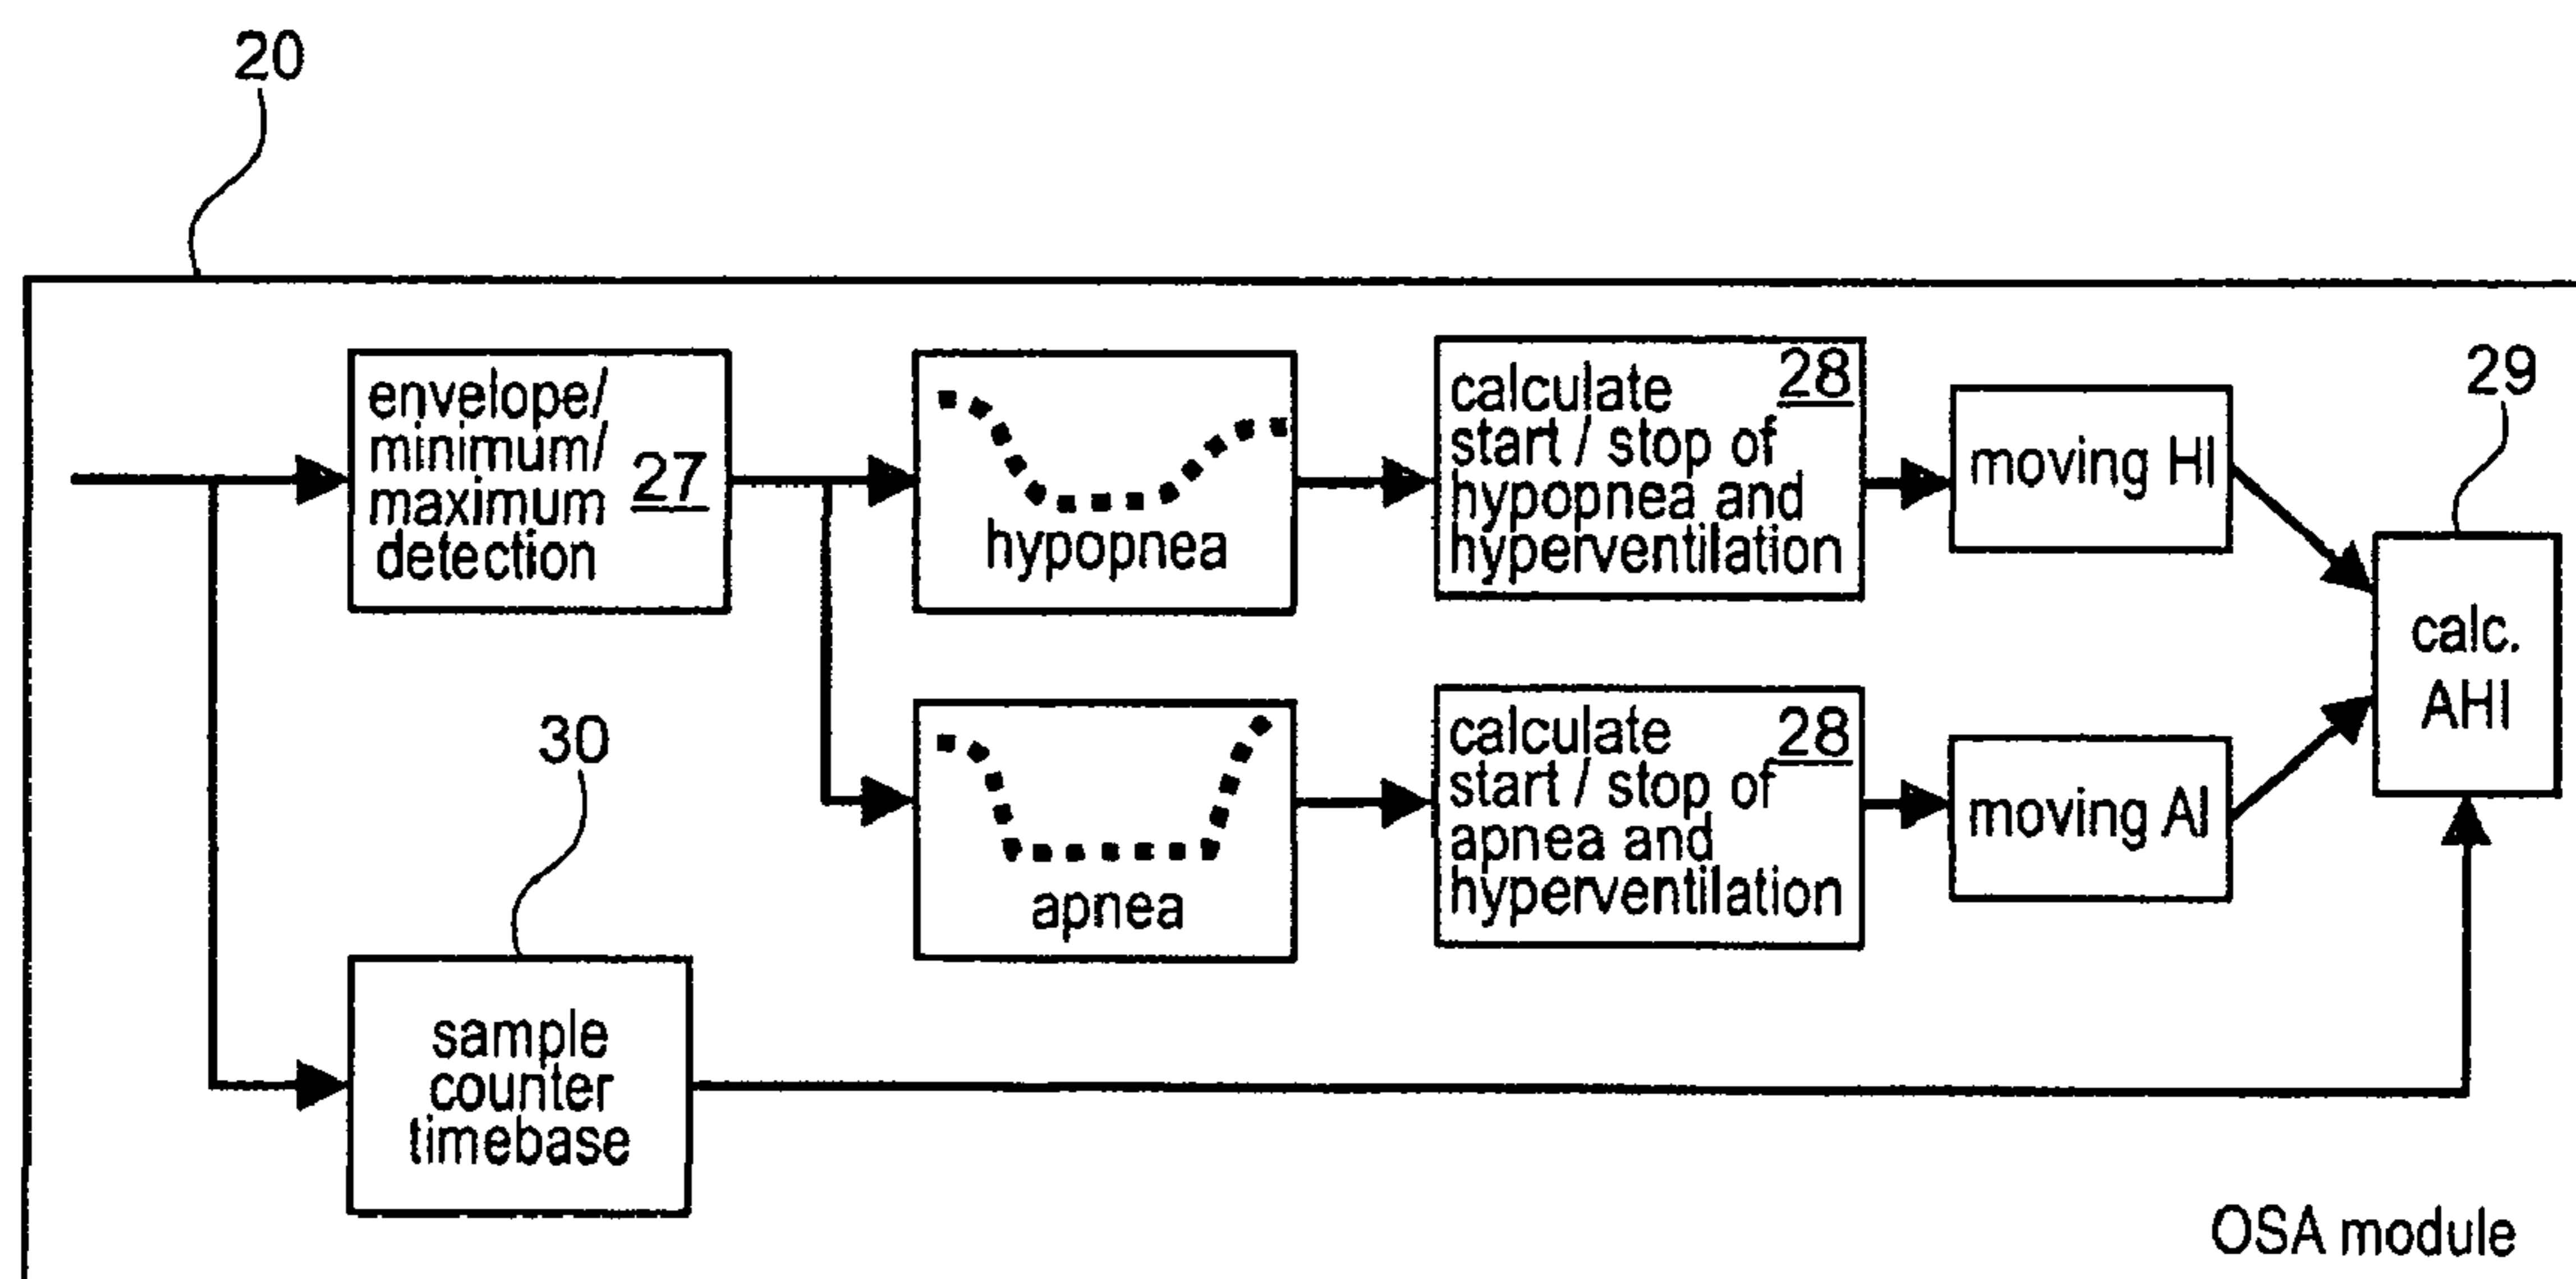 20
envelope/
minimum/
maximum 27
detection
hypopnea
calculate 28
start / stop of
hypopnea and
hyperventilation
moving HI
29
calc.
AHI
30
apnea
calculate 28
start / stop of
apnea and
hyperventilation
moving AI
sample
counter
timebase
OSA module